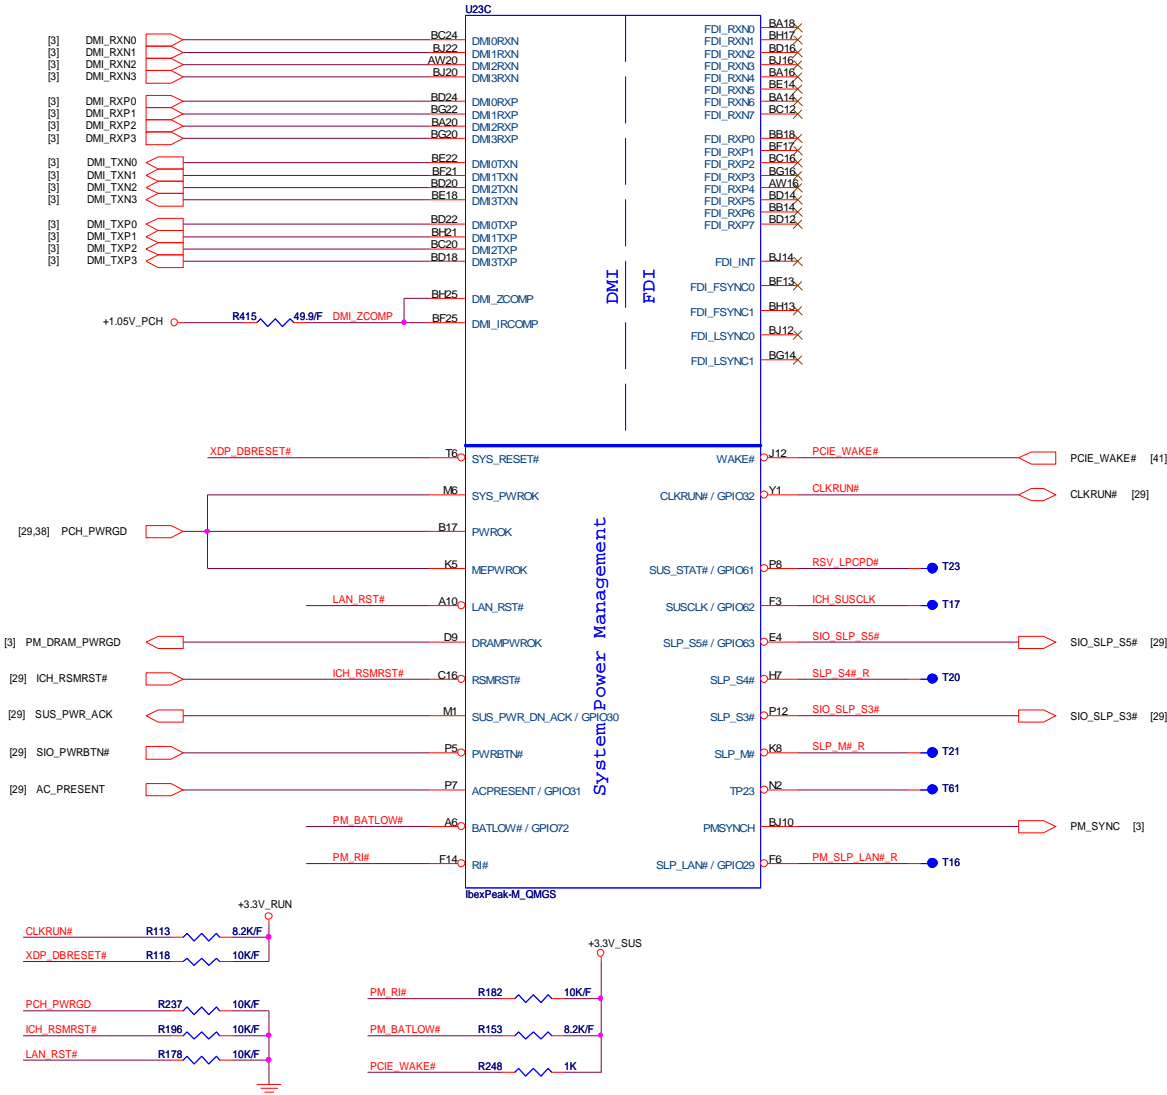 U23C
[3] DMI_RXN0 BC24 DMI0RXN
[3] DMI_RXN1 BJ22 DMI1RXN
[3] DMI_RXN2 AW20 DMI2RXN
[3] DMI_RXN3 BJ20 DMI3RXN
[3] DMI_RXP0 BD24 DMI0RXP
[3] DMI_RXP1 BG22 DMI1RXP
[3] DMI_RXP2 BA20 DMI2RXP
[3] DMI_RXP3 BG20 DMI3RXP
[3] DMI_TXN0 BE22 DMI0TXN
[3] DMI_TXN1 BF21 DMI1TXN
[3] DMI_TXN2 BD20 DMI2TXN
[3] DMI_TXN3 BE18 DMI3TXN
[3] DMI_TXP0 BD22 DMI0TXP
[3] DMI_TXP1 BH21 DMI1TXP
[3] DMI_TXP2 BC20 DMI2TXP
[3] DMI_TXP3 BD18 DMI3TXP
BH25 DMI_ZCOMP
+1.05V_PCH R415 49.9/F DMI_ZCOMP BF25 DMI_IRCOMP
DMI
FDI
FDI_RXN0 BA18
FDI_RXN1 BH17
FDI_RXN2 BD16
FDI_RXN3 BJ16
FDI_RXN4 BA16
FDI_RXN5 BE14
FDI_RXN6 BA14
FDI_RXN7 BC12
FDI_RXP0 BB18
FDI_RXP1 BF17
FDI_RXP2 BC16
FDI_RXP3 BG16
FDI_RXP4 AW16
FDI_RXP5 BD14
FDI_RXP6 BB14
FDI_RXP7 BD12
FDI_INT BJ14
FDI_FSYNC0 BF13
FDI_FSYNC1 BH13
FDI_LSYNC0 BJ12
FDI_LSYNC1 BG14
XDP_DBRESET# T6 SYS_RESET#
M6 SYS_PWROK
[29,38] PCH_PWRGD B17 PWROK
K5 MEPWROK
LAN_RST# A10 LAN_RST#
[3] PM_DRAM_PWRGD D9 DRAMPWROK
[29] ICH_RSMRST# ICH_RSMRST# C16 RSMRST#
[29] SUS_PWR_ACK M1 SUS_PWR_DN_ACK / GPIO30
[29] SIO_PWRBTN# P5 PWRBTN#
[29] AC_PRESENT P7 ACPRESENT / GPIO31
PM_BATLOW# A6 BATLOW# / GPIO72
PM_RI# F14 RI#
System Power Management
WAKE# J12 PCIE_WAKE# PCIE_WAKE# [41]
CLKRUN# / GPIO32 Y1 CLKRUN# CLKRUN# [29]
SUS_STAT# / GPIO61 P8 RSV_LPCPD# T23
SUSCLK / GPIO62 F3 ICH_SUSCLK T17
SLP_S5# / GPIO63 E4 SIO_SLP_S5# SIO_SLP_S5# [29]
SLP_S4# H7 SLP_S4#_R T20
SLP_S3# P12 SIO_SLP_S3# SIO_SLP_S3# [29]
SLP_M# K8 SLP_M#_R T21
TP23 N2 T61
PMSYNCH BJ10 PM_SYNC [3]
SLP_LAN# / GPIO29 F6 PM_SLP_LAN#_R T16
IbexPeak-M_QMGS
+3.3V_RUN
CLKRUN# R113 8.2K/F
XDP_DBRESET# R118 10K/F
PCH_PWRGD R237 10K/F
ICH_RSMRST# R196 10K/F
LAN_RST# R178 10K/F
+3.3V_SUS
PM_RI# R182 10K/F
PM_BATLOW# R153 8.2K/F
PCIE_WAKE# R248 1K